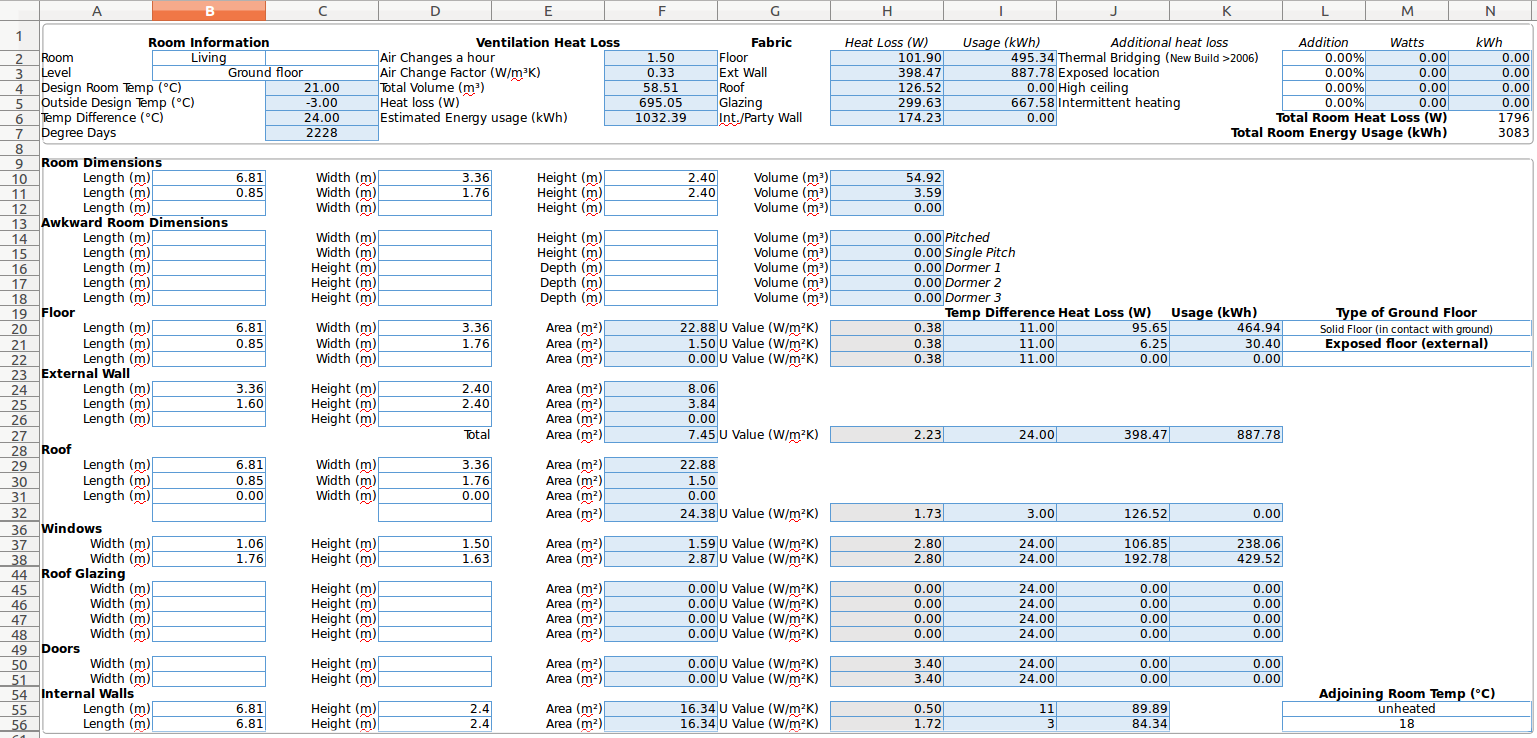 A B C D E F G H I J K L M N
1 Room Information Ventilation Heat Loss Fabric Heat Loss (W) Usage (kWh) Additional heat loss Addition Watts kWh
2 Room Living Air Changes a hour 1.50 Floor 101.90 495.34 Thermal Bridging (New Build >2006) 0.00% 0.00 0.00
3 Level Ground floor Air Change Factor (W/m³K) 0.33 Ext Wall 398.47 887.78 Exposed location 0.00% 0.00 0.00
4 Design Room Temp (°C) 21.00 Total Volume (m³) 58.51 Roof 126.52 0.00 High ceiling 0.00% 0.00 0.00
5 Outside Design Temp (°C) -3.00 Heat loss (W) 695.05 Glazing 299.63 667.58 Intermittent heating 0.00% 0.00 0.00
6 Temp Difference (°C) 24.00 Estimated Energy usage (kWh) 1032.39 Int./Party Wall 174.23 0.00 Total Room Heat Loss (W) 1796
7 Degree Days 2228 Total Room Energy Usage (kWh) 3083
8
9 Room Dimensions
10 Length (m) 6.81 Width (m) 3.36 Height (m) 2.40 Volume (m³) 54.92
11 Length (m) 0.85 Width (m) 1.76 Height (m) 2.40 Volume (m³) 3.59
12 Length (m) Width (m) Height (m) Volume (m³) 0.00
13 Awkward Room Dimensions
14 Length (m) Width (m) Height (m) Volume (m³) 0.00 Pitched
15 Length (m) Width (m) Height (m) Volume (m³) 0.00 Single Pitch
16 Length (m) Height (m) Depth (m) Volume (m³) 0.00 Dormer 1
17 Length (m) Height (m) Depth (m) Volume (m³) 0.00 Dormer 2
18 Length (m) Height (m) Depth (m) Volume (m³) 0.00 Dormer 3
19 Floor Temp Difference Heat Loss (W) Usage (kWh) Type of Ground Floor
20 Length (m) 6.81 Width (m) 3.36 Area (m²) 22.88 U Value (W/m²K) 0.38 11.00 95.65 464.94 Solid Floor (in contact with ground)
21 Length (m) 0.85 Width (m) 1.76 Area (m²) 1.50 U Value (W/m²K) 0.38 11.00 6.25 30.40 Exposed floor (external)
22 Length (m) Width (m) Area (m²) 0.00 U Value (W/m²K) 0.38 11.00 0.00 0.00
23 External Wall
24 Length (m) 3.36 Height (m) 2.40 Area (m²) 8.06
25 Length (m) 1.60 Height (m) 2.40 Area (m²) 3.84
26 Length (m) Height (m) Area (m²) 0.00
27 Total Area (m²) 7.45 U Value (W/m²K) 2.23 24.00 398.47 887.78
28 Roof
29 Length (m) 6.81 Width (m) 3.36 Area (m²) 22.88
30 Length (m) 0.85 Width (m) 1.76 Area (m²) 1.50
31 Length (m) 0.00 Width (m) 0.00 Area (m²) 0.00
32 Area (m²) 24.38 U Value (W/m²K) 1.73 3.00 126.52 0.00
36 Windows
37 Width (m) 1.06 Height (m) 1.50 Area (m²) 1.59 U Value (W/m²K) 2.80 24.00 106.85 238.06
38 Width (m) 1.76 Height (m) 1.63 Area (m²) 2.87 U Value (W/m²K) 2.80 24.00 192.78 429.52
44 Roof Glazing
45 Width (m) Height (m) Area (m²) 0.00 U Value (W/m²K) 0.00 24.00 0.00 0.00
46 Width (m) Height (m) Area (m²) 0.00 U Value (W/m²K) 0.00 24.00 0.00 0.00
47 Width (m) Height (m) Area (m²) 0.00 U Value (W/m²K) 0.00 24.00 0.00 0.00
48 Width (m) Height (m) Area (m²) 0.00 U Value (W/m²K) 0.00 24.00 0.00 0.00
49 Doors
50 Width (m) Height (m) Area (m²) 0.00 U Value (W/m²K) 3.40 24.00 0.00 0.00
51 Width (m) Height (m) Area (m²) 0.00 U Value (W/m²K) 3.40 24.00 0.00 0.00
54 Internal Walls Adjoining Room Temp (°C)
55 Length (m) 6.81 Height (m) 2.4 Area (m²) 16.34 U Value (W/m²K) 0.50 11 89.89 unheated
56 Length (m) 6.81 Height (m) 2.4 Area (m²) 16.34 U Value (W/m²K) 1.72 3 84.34 18